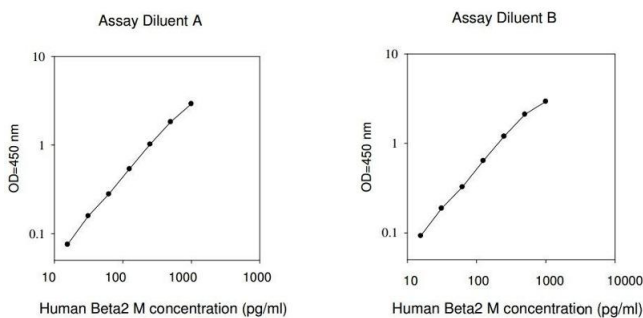 Assay Diluent A
10
1
0.1
OD=450 nm
10 100 1000 1000
Human Beta2 M concentration (pg/ml)
Assay Diluent B
10
1
0.1
OD=450 nm
10 100 1000 10000
Human Beta2 M concentration (pg/ml)